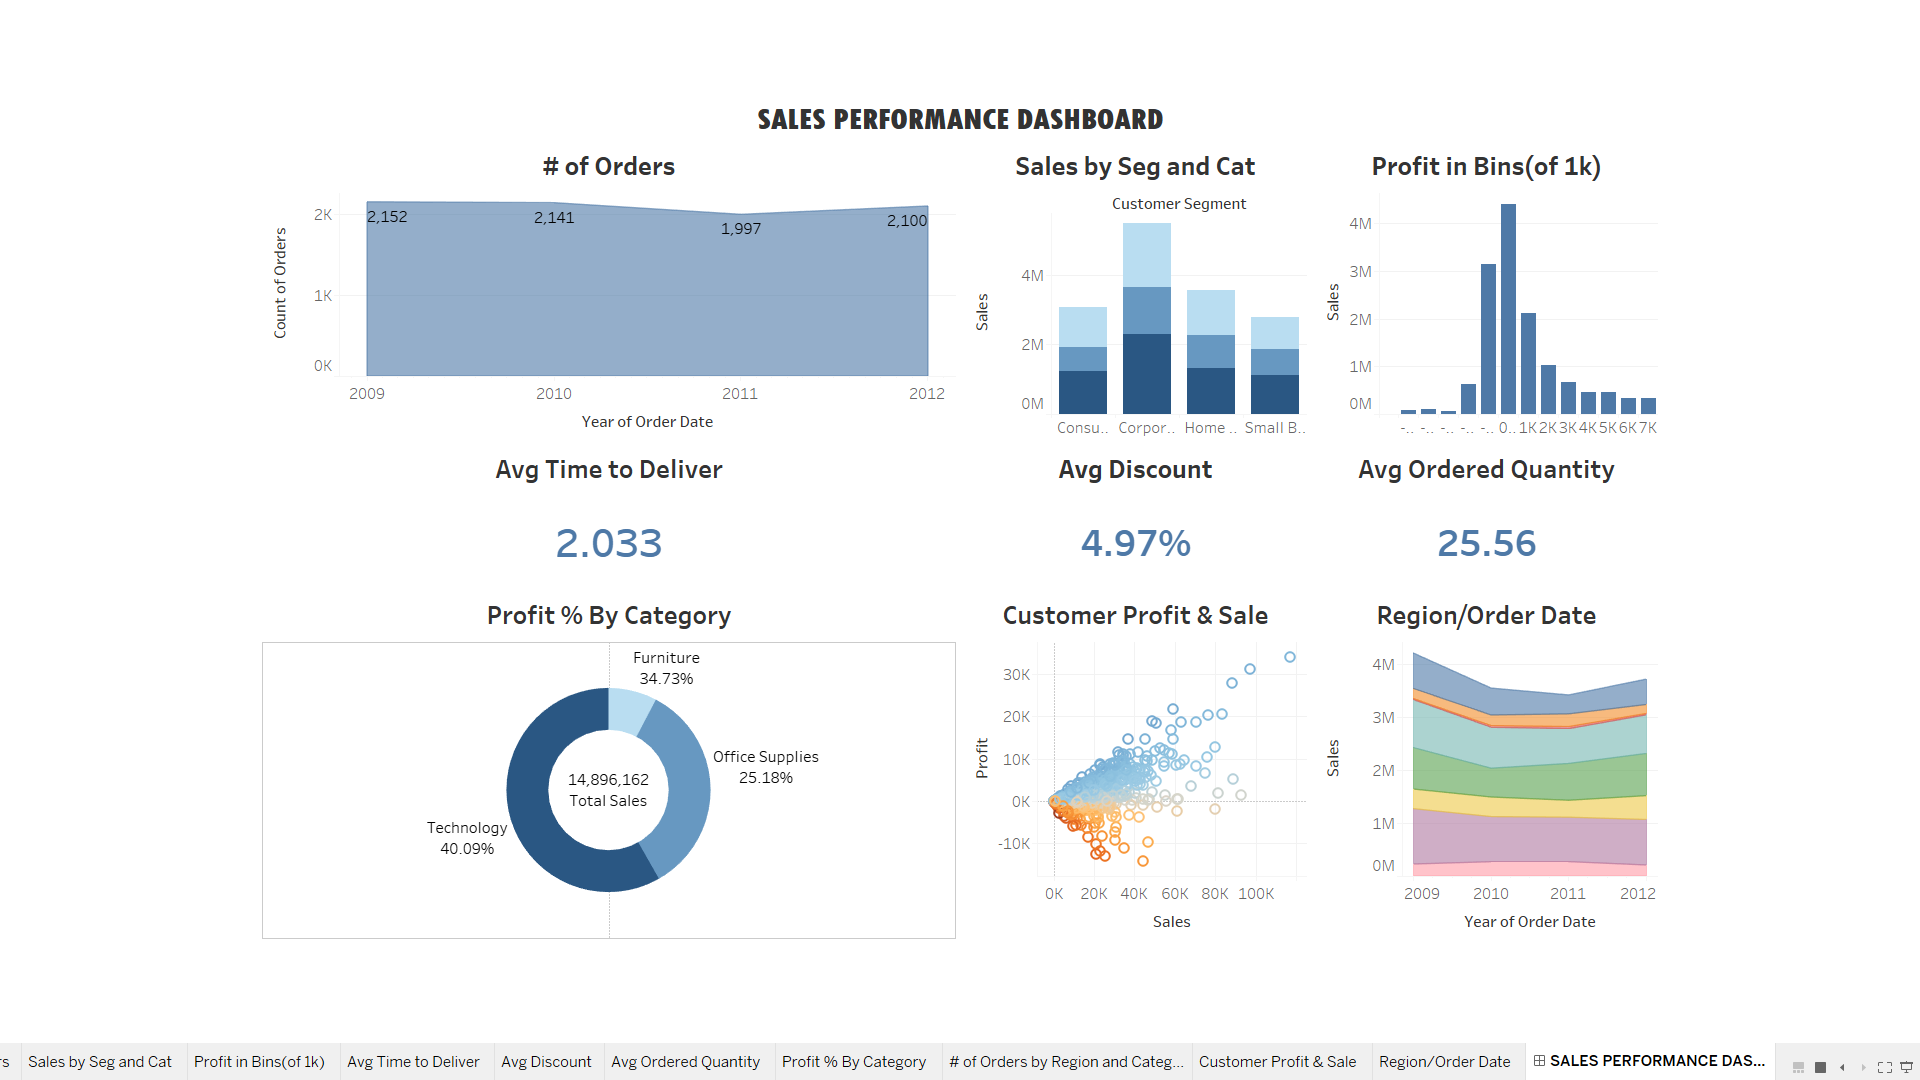 SALES PERFORMANCE DASHBOARD
# of Orders
2K
1K
0K
Count of Orders
2,152
2,141
1,997
2,100
2009
2010
2011
2012
Year of Order Date
Sales by Seg and Cat
Customer Segment
4M
2M
0M
Sales
Consu..
Corpor..
Home ..
Small B..
Profit in Bins(of 1k)
4M
3M
2M
1M
0M
Sales
-..
-..
-..
-..
-..
0..
1K
2K
3K
4K
5K
6K
7K
Avg Time to Deliver
2.033
Avg Discount
4.97%
Avg Ordered Quantity
25.56
Profit % By Category
Furniture
34.73%
Office Supplies
25.18%
14,896,162
Total Sales
Technology
40.09%
Customer Profit & Sale
30K
20K
10K
0K
-10K
Profit
0K
20K
40K
60K
80K
100K
Sales
Region/Order Date
4M
3M
2M
1M
0M
Sales
2009
2010
2011
2012
Year of Order Date
rs
Sales by Seg and Cat
Profit in Bins(of 1k)
Avg Time to Deliver
Avg Discount
Avg Ordered Quantity
Profit % By Category
# of Orders by Region and Categ...
Customer Profit & Sale
Region/Order Date
SALES PERFORMANCE DAS...